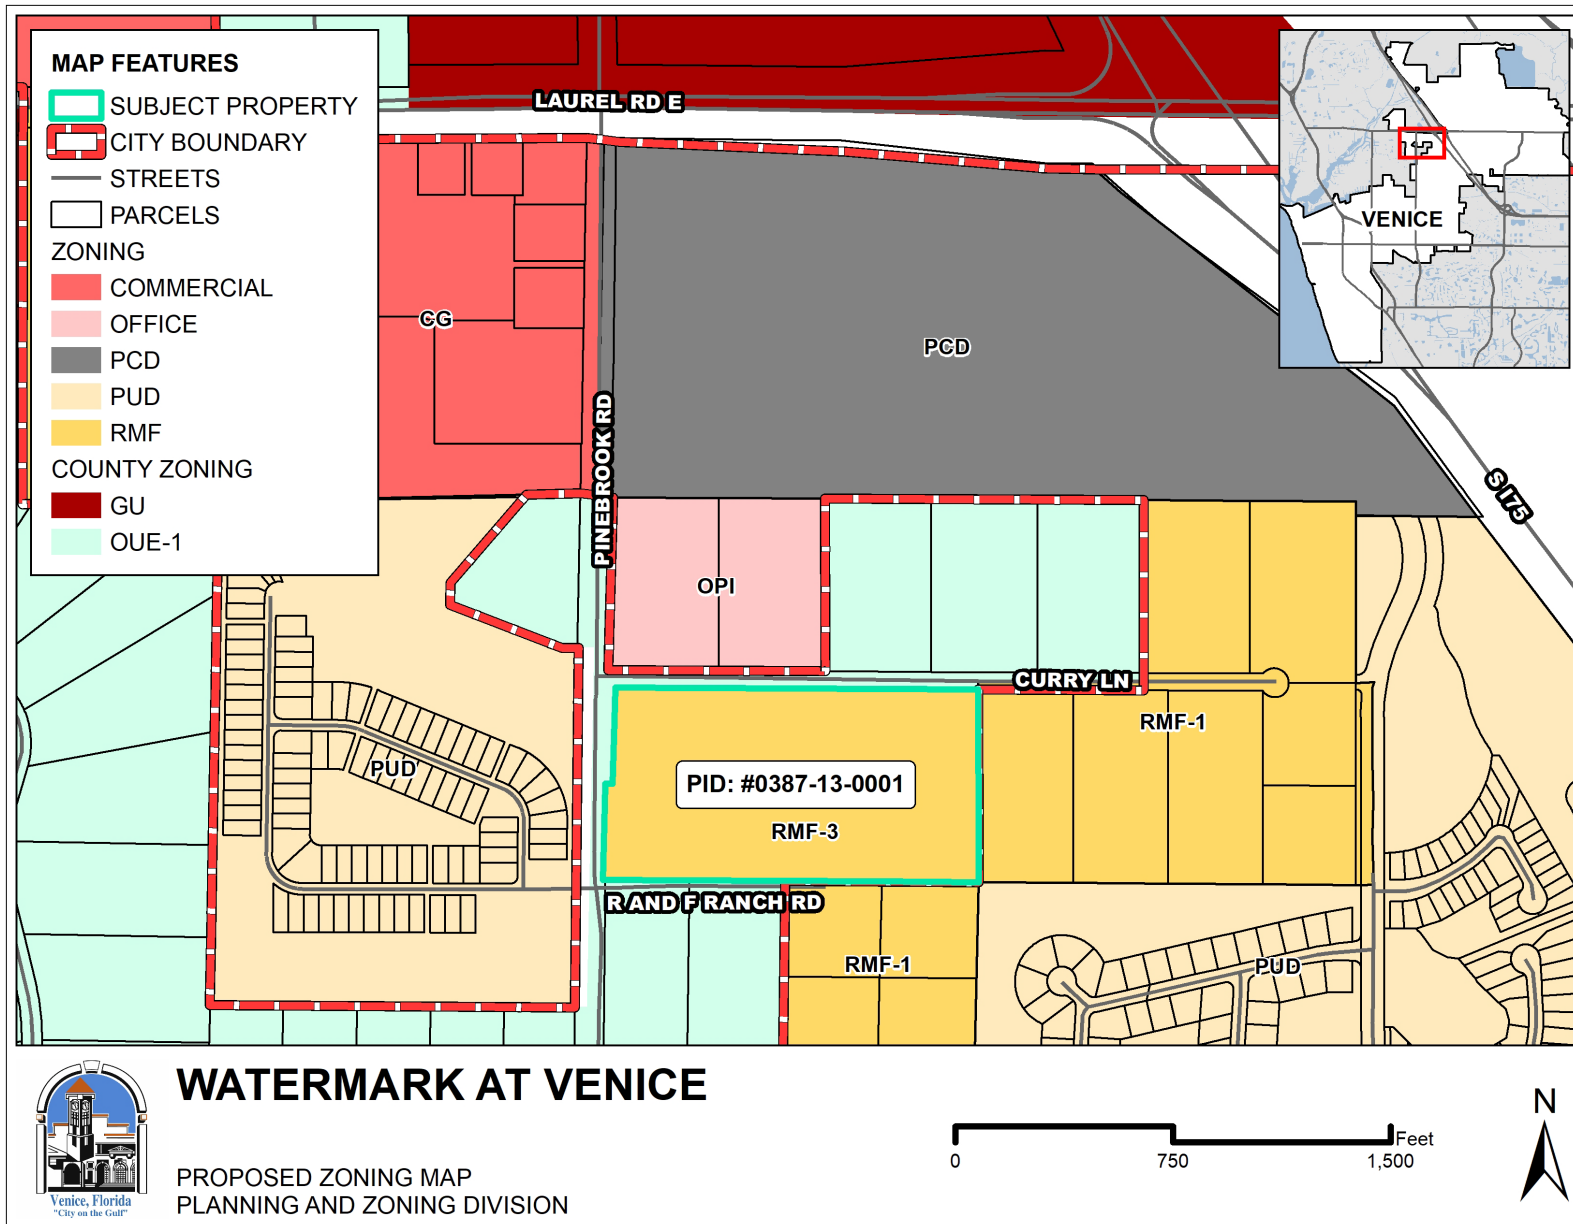 MAP FEATURES
SUBJECT PROPERTY
CITY BOUNDARY
STREETS
PARCELS
ZONING
COMMERCIAL
OFFICE
PCD
PUD
RMF
COUNTY ZONING
GU
OUE-1
LAUREL RD E
VENICE
CG
PCD
PINEBROOK RD
S I75
OPI
CURRY LN
RMF-1
PUD
PID: #0387-13-0001
RMF-3
R AND F RANCH RD
RMF-1
PUD
Venice, Florida
"City on the Gulf"
WATERMARK AT VENICE
PROPOSED ZONING MAP
PLANNING AND ZONING DIVISION
Feet
0 750 1,500
N